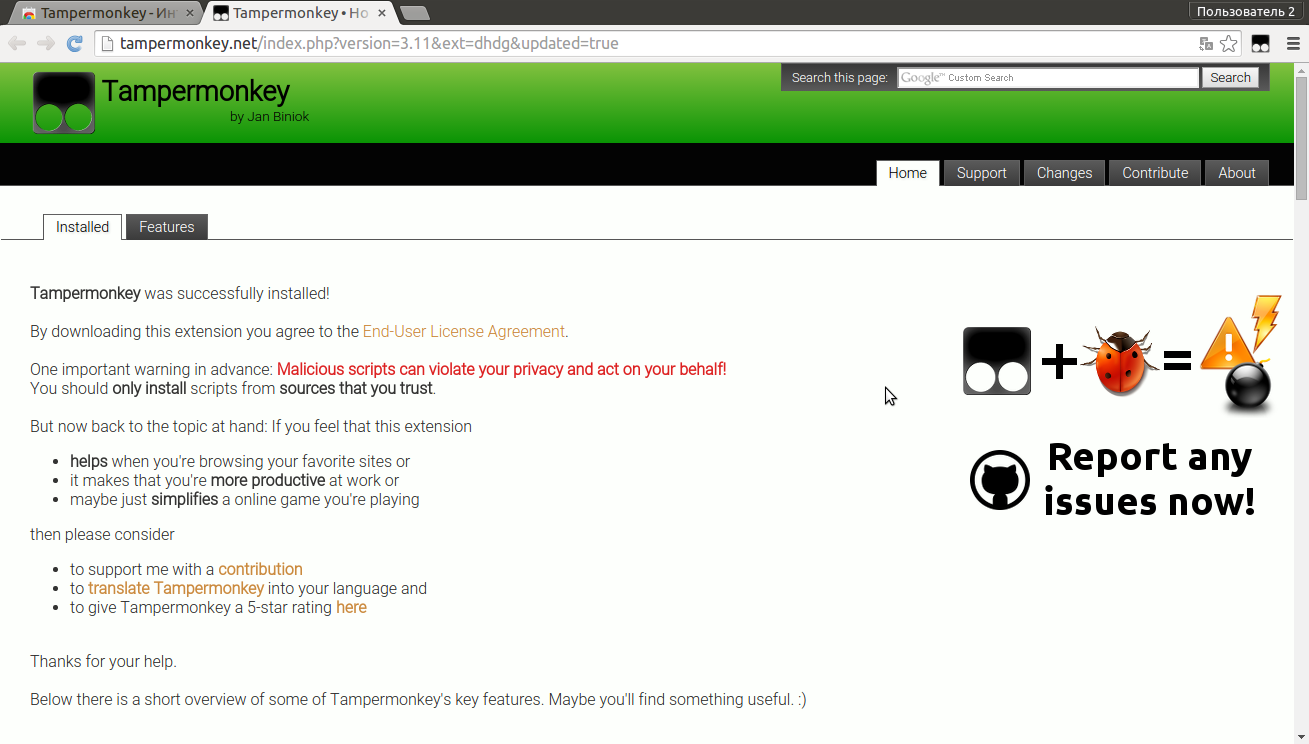 Tampermonkey - Инт
Tampermonkey • Ho
Пользователь 2
tampermonkey.net/index.php?version=3.11&ext=dhdg&updated=true
Tampermonkey
by Jan Biniok
Search this page:
Google™ Custom Search
Search
Home
Support
Changes
Contribute
About
Installed
Features
Tampermonkey was successfully installed!
By downloading this extension you agree to the End-User License Agreement.
One important warning in advance: Malicious scripts can violate your privacy and act on your behalf!
You should only install scripts from sources that you trust.
But now back to the topic at hand: If you feel that this extension
• helps when you're browsing your favorite sites or
• it makes that you're more productive at work or
• maybe just simplifies a online game you're playing
then please consider
• to support me with a contribution
• to translate Tampermonkey into your language and
• to give Tampermonkey a 5-star rating here
Thanks for your help.
Below there is a short overview of some of Tampermonkey's key features. Maybe you'll find something useful. :)
+ =
Report any
issues now!